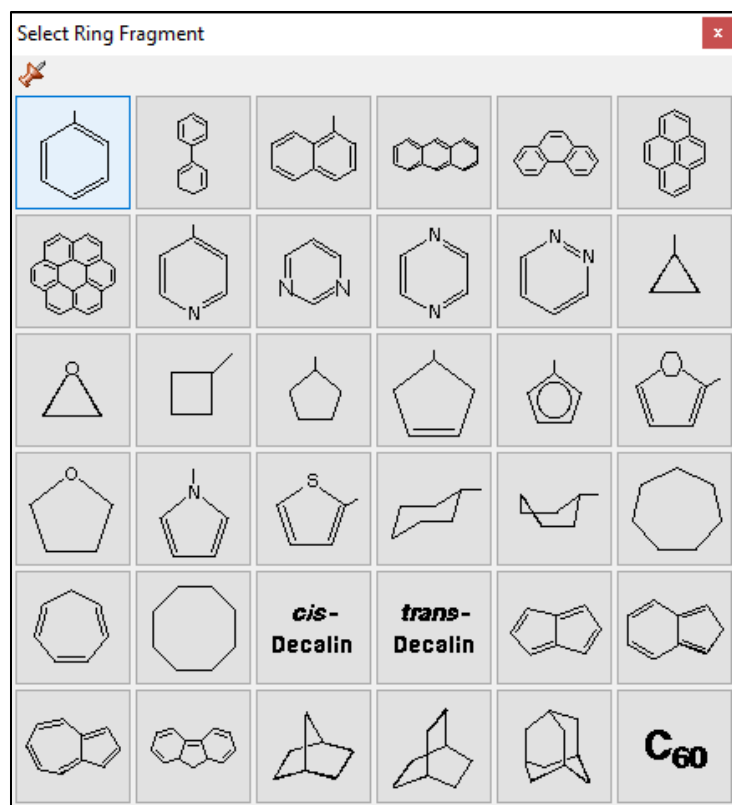 Select Ring Fragment
x
N
N N
N
N
N
N
O
O
O
N
S
cis-
Decalin
trans-
Decalin
C60